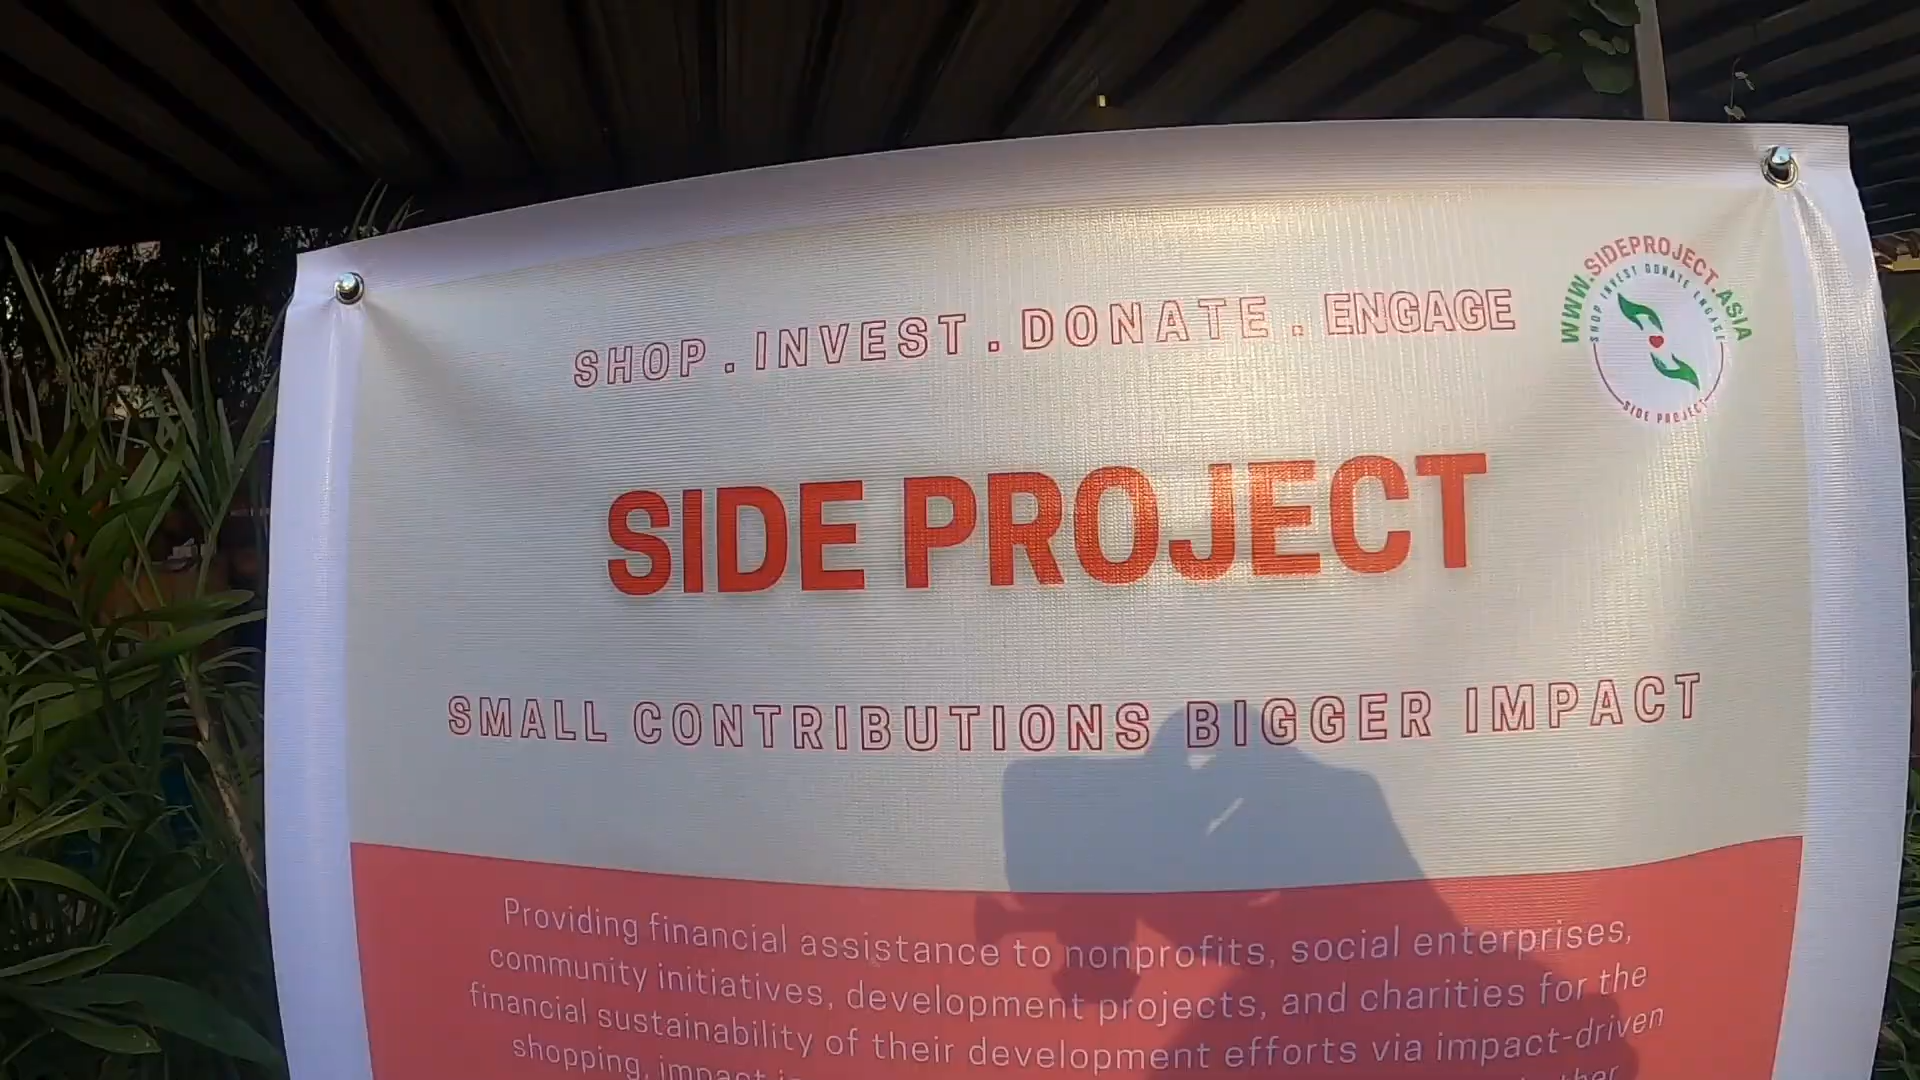 SHOP . INVEST . DONATE . ENGAGE
WWW.SIDEPROJECT.ASIA
SHOP INVEST DONATE ENGAGE
SIDE PROJECT
SIDE PROJECT
SMALL CONTRIBUTIONS BIGGER IMPACT
Providing financial assistance to nonprofits, social enterprises,
community initiatives, development projects, and charities for the
financial sustainability of their development efforts via impact-driven
shopping,